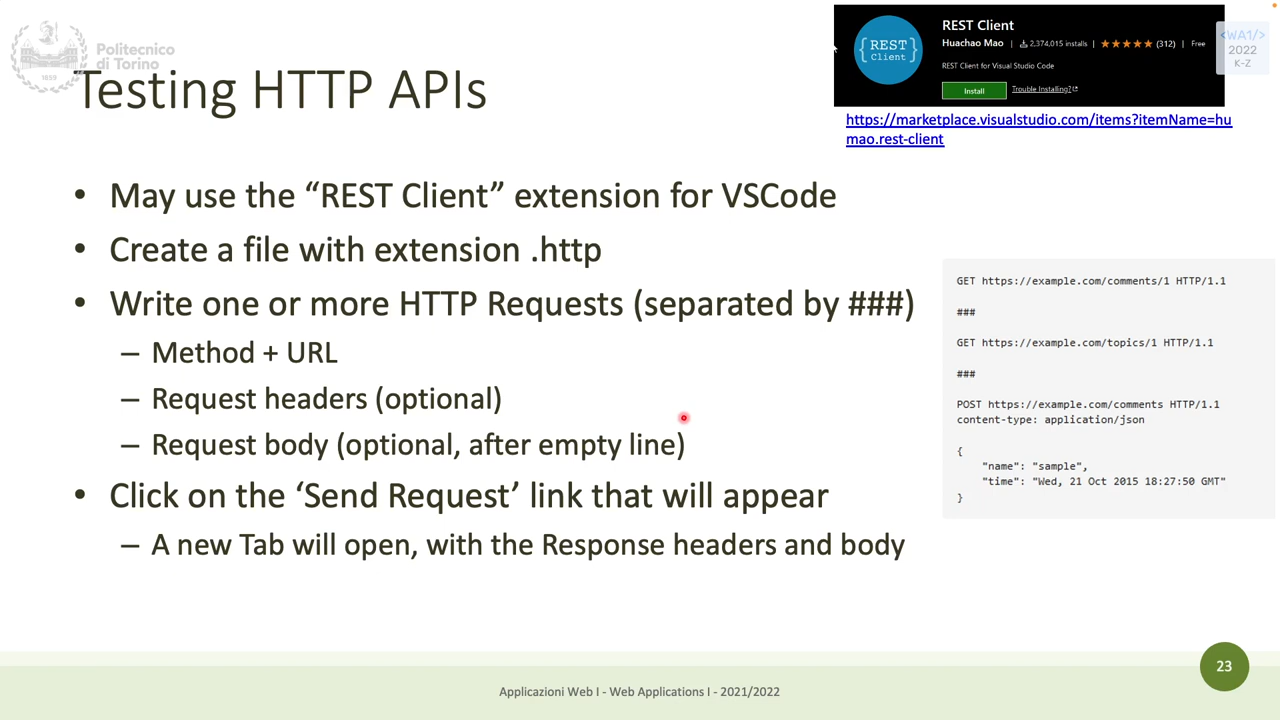 Politecnico
di Torino
1859
Testing HTTP APIs
REST Client
Huachao Mao | 2,374,015 installs | (312) | Free
REST Client for Visual Studio Code
Install Trouble Installing?
{REST}
Client
<WA1/>
2022
K-Z
https://marketplace.visualstudio.com/items?itemName=hu
mao.rest-client
• May use the “REST Client” extension for VSCode
• Create a file with extension .http
• Write one or more HTTP Requests (separated by ###)
– Method + URL
– Request headers (optional)
– Request body (optional, after empty line)
• Click on the ‘Send Request’ link that will appear
– A new Tab will open, with the Response headers and body
GET https://example.com/comments/1 HTTP/1.1
###
GET https://example.com/topics/1 HTTP/1.1
###
POST https://example.com/comments HTTP/1.1
content-type: application/json
{
"name": "sample",
"time": "Wed, 21 Oct 2015 18:27:50 GMT"
}
Applicazioni Web I - Web Applications I - 2021/2022
23